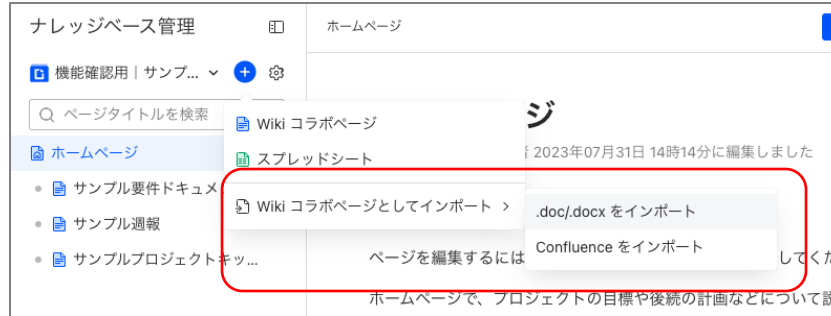 ナレッジベース管理
ホームページ
機能確認用｜サンプ...
ページタイトルを検索
Wiki コラボページ
ジ
ホームページ
スプレッドシート
2023年07月31日 14時14分に編集しました
サンプル要件ドキュメ
Wiki コラボページとしてインポート
.doc/.docx をインポート
サンプル週報
Confluence をインポート
サンプルプロジェクトキッ...
ページを編集するには
してくだ
ホームページで、プロジェクトの目標や後続の計画などについて説